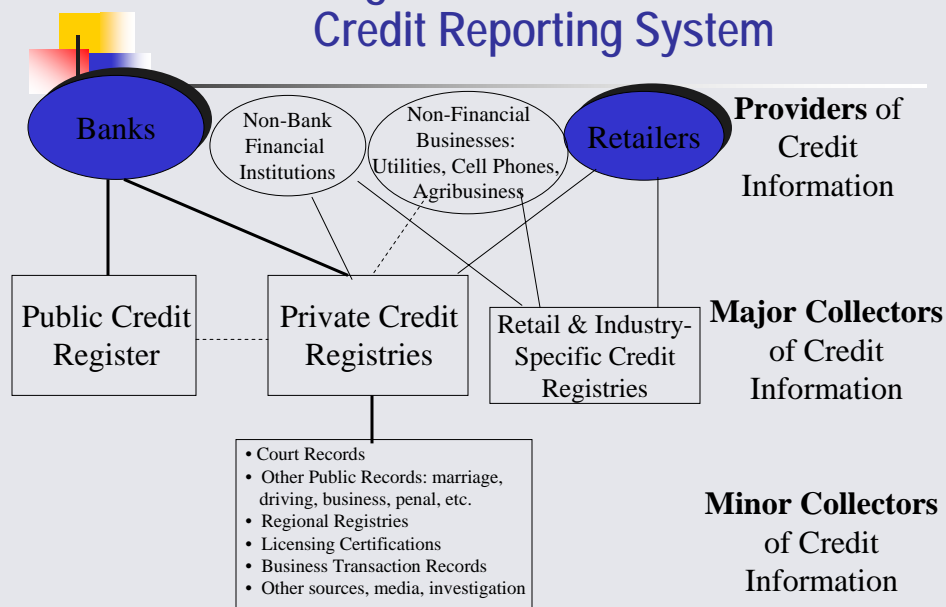 Credit Reporting System
Banks
Non-Bank
Financial
Institutions
Non-Financial
Businesses:
Utilities, Cell Phones,
Agribusiness
Retailers
Providers of
Credit
Information
Public Credit
Register
Private Credit
Registries
Retail & Industry-
Specific Credit
Registries
Major Collectors
of Credit
Information
• Court Records
• Other Public Records: marriage,
driving, business, penal, etc.
• Regional Registries
• Licensing Certifications
• Business Transaction Records
• Other sources, media, investigation
Minor Collectors
of Credit
Information